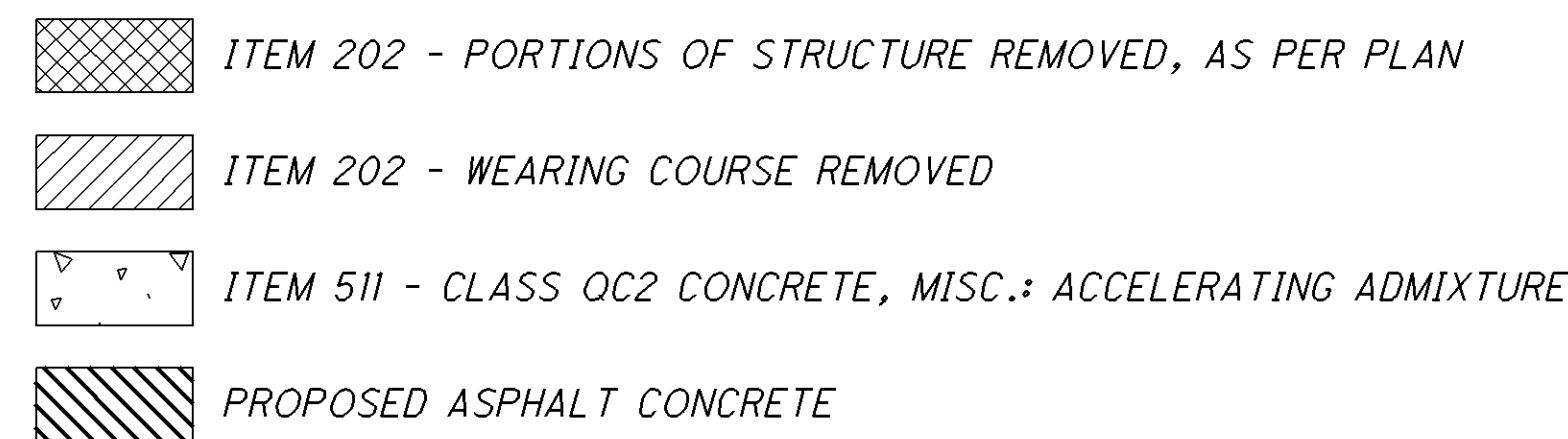 ITEM 202 - PORTIONS OF STRUCTURE REMOVED, AS PER PLAN
ITEM 202 - WEARING COURSE REMOVED
ITEM 511 - CLASS QC2 CONCRETE, MISC.: ACCELERATING ADMIXTURE
PROPOSED ASPHALT CONCRETE